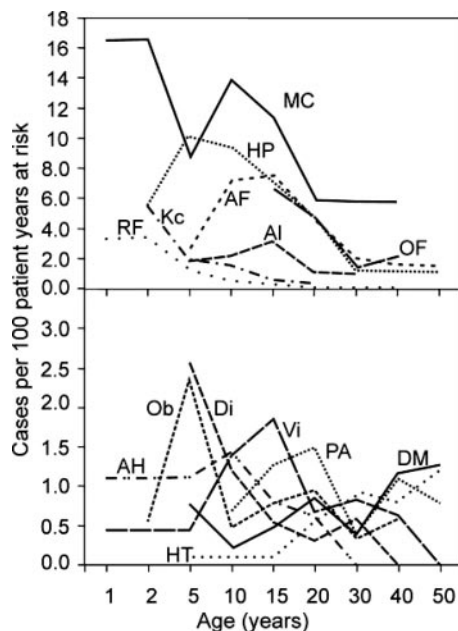 Cases per 100 patient years at risk
18
16
14
12
10
8.0
6.0
4.0
2.0
0.0
MC
HP
AF
Kc
RF
AI
OF
3.0
2.5
2.0
1.5
1.0
0.5
0.0
Ob
Di
Vi
PA
AH
DM
HT
1 2 5 10 15 20 30 40 50
Age (years)